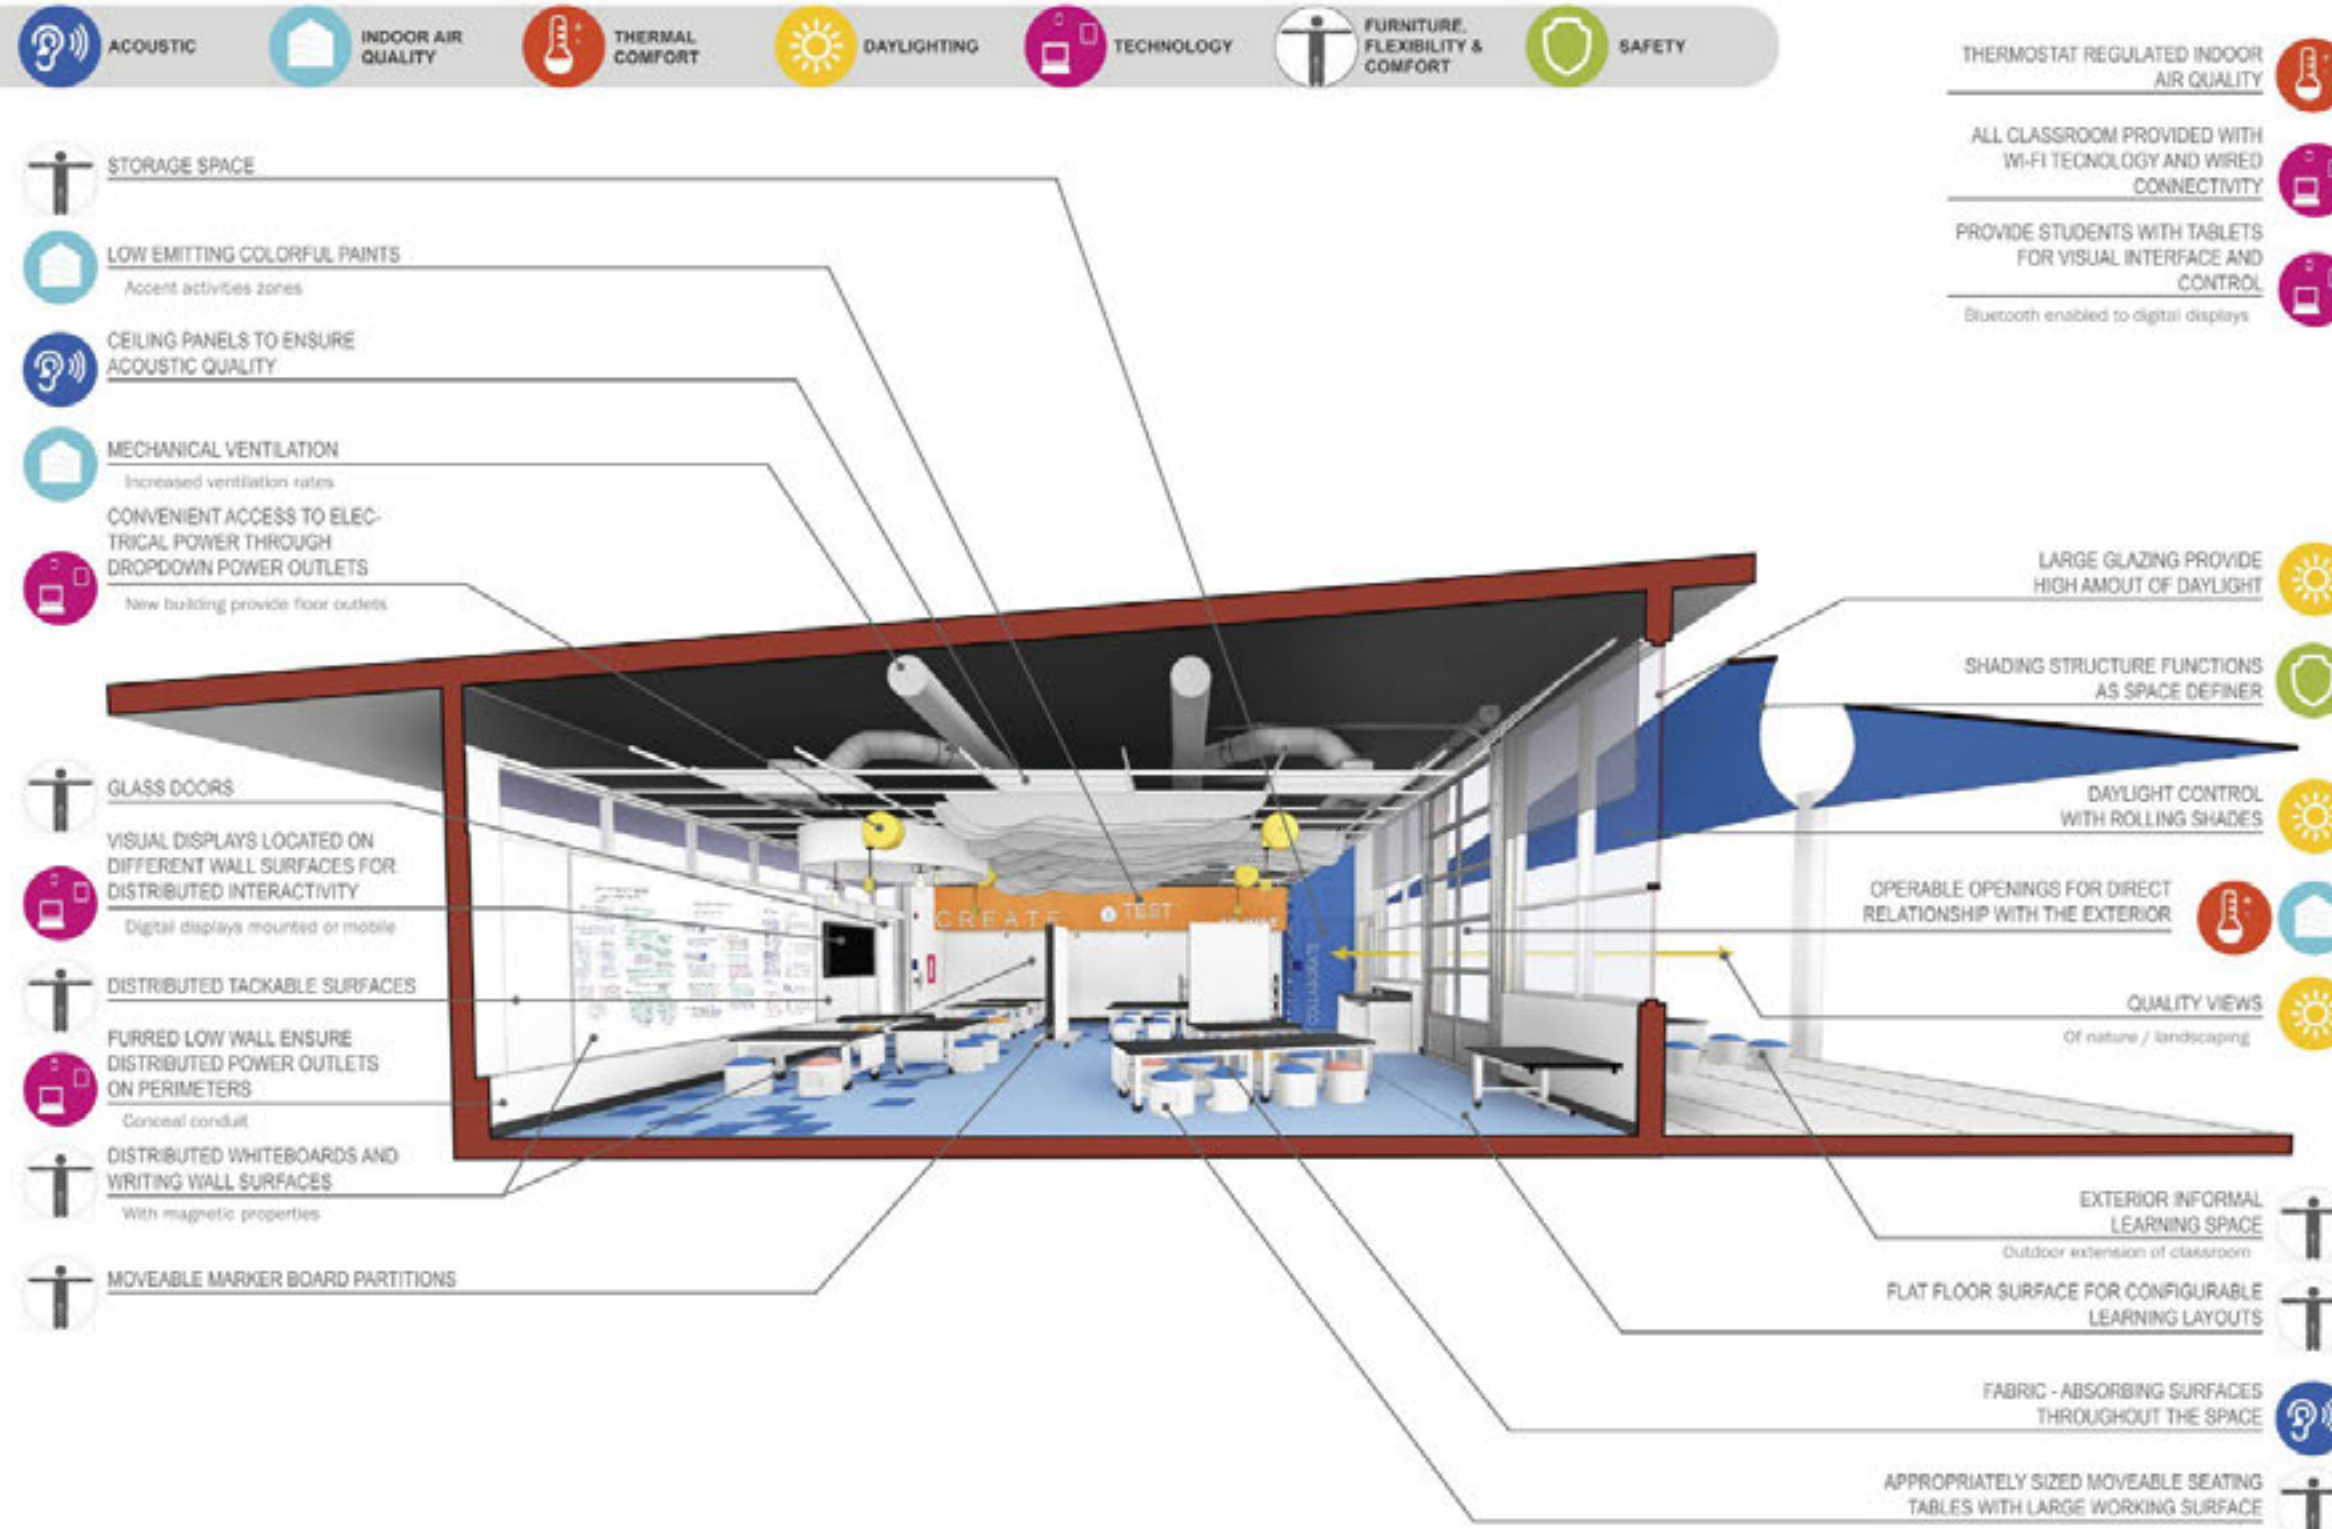 ACOUSTIC
INDOOR AIR
QUALITY
THERMAL
COMFORT
DAYLIGHTING
TECHNOLOGY
FURNITURE,
FLEXIBILITY &
COMFORT
SAFETY
THERMOSTAT REGULATED INDOOR
AIR QUALITY
ALL CLASSROOM PROVIDED WITH
WI-FI TECNOLOGY AND WIRED
CONNECTIVITY
PROVIDE STUDENTS WITH TABLETS
FOR VISUAL INTERFACE AND
CONTROL
Bluetooth enabled to digital displays
STORAGE SPACE
LOW EMITTING COLORFUL PAINTS
Accent activities zones
CEILING PANELS TO ENSURE
ACOUSTIC QUALITY
MECHANICAL VENTILATION
Increased ventilation rates
CONVENIENT ACCESS TO ELEC-
TRICAL POWER THROUGH
DROPDOWN POWER OUTLETS
New building provide floor outlets
GLASS DOORS
VISUAL DISPLAYS LOCATED ON
DIFFERENT WALL SURFACES FOR
DISTRIBUTED INTERACTIVITY
Digital displays mounted or mobile
DISTRIBUTED TACKABLE SURFACES
FURRED LOW WALL ENSURE
DISTRIBUTED POWER OUTLETS
ON PERIMETERS
Conceal conduit
DISTRIBUTED WHITEBOARDS AND
WRITING WALL SURFACES
With magnetic properties
MOVEABLE MARKER BOARD PARTITIONS
CREATE
TEST
COLLABORATE
LARGE GLAZING PROVIDE
HIGH AMOUT OF DAYLIGHT
SHADING STRUCTURE FUNCTIONS
AS SPACE DEFINER
DAYLIGHT CONTROL
WITH ROLLING SHADES
OPERABLE OPENINGS FOR DIRECT
RELATIONSHIP WITH THE EXTERIOR
QUALITY VIEWS
Of nature / landscaping
EXTERIOR INFORMAL
LEARNING SPACE
Outdoor extension of classroom
FLAT FLOOR SURFACE FOR CONFIGURABLE
LEARNING LAYOUTS
FABRIC - ABSORBING SURFACES
THROUGHOUT THE SPACE
APPROPRIATELY SIZED MOVEABLE SEATING
TABLES WITH LARGE WORKING SURFACE